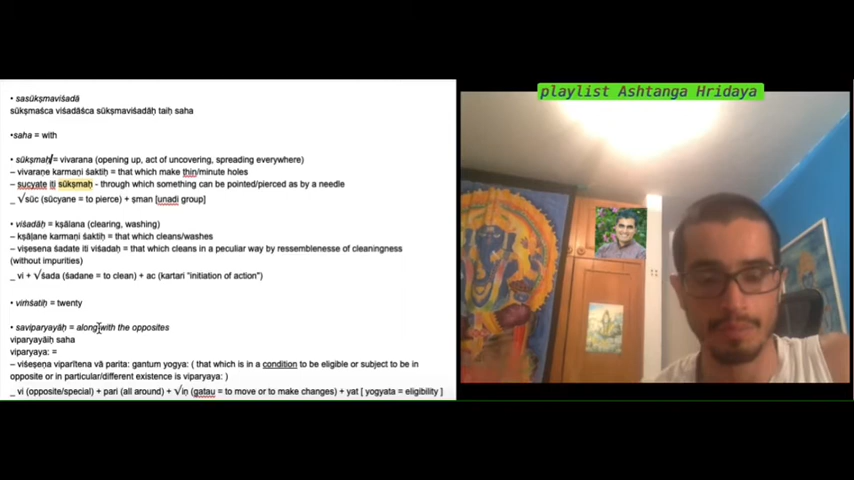 playlist Ashtanga Hridaya
• sasūkṣmaviśadā
sūkṣmaśca viśadāśca sūkṣmaviśadāḥ taiḥ saha
•saha = with
• sūkṣmaḥ = vivarana (opening up, act of uncovering, spreading everywhere)
– vivaraṇe karmaṇi śaktiḥ = that which make thin/minute holes
– sucyate iti sūkṣmaḥ - through which something can be pointed/pierced as by a needle
_ √sūc (sūcyane = to pierce) + ṣman [unadi group]
• viśadāḥ = kṣālana (clearing, washing)
– kṣāḷane karmaṇi śaktiḥ = that which cleans/washes
– viṣesena śadate iti viśadaḥ = that which cleans in a peculiar way by ressemblenesse of cleaningness
(without impurities)
_ vi + √śada (śadane = to clean) + ac (kartari "initiation of action")
• viṁśatiḥ = twenty
• saviparyayāḥ = along with the opposites
viparyayāiḥ saha
viparyaya: =
– viśeṣeṇa viparītena vā parita: gantum yogya: ( that which is in a condition to be eligible or subject to be in
opposite or in particular/different existence is viparyaya: )
_ vi (opposite/special) + pari (all around) + √iṇ (gatau = to move or to make changes) + yat [ yogyata = eligibility ]